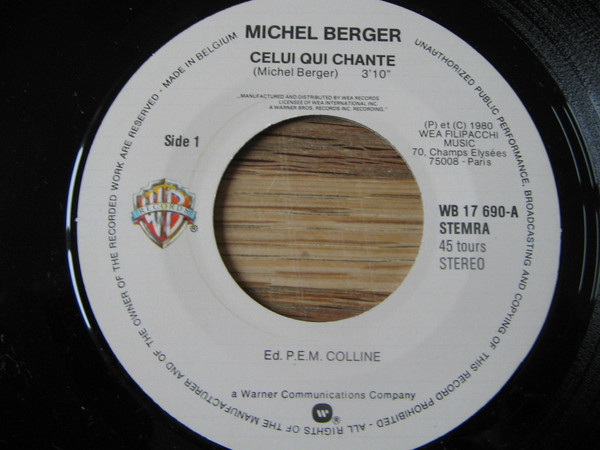 MICHEL BERGER
CELUI QUI CHANTE
(Michel Berger) 3'10"
„MANUFACTURED AND DISTRIBUTED BY WEA RECORDS
LICENSEE OF WEA INTERNATIONAL INC.
A WARNER BROS. RECORDS INC. RECORDING."
Side 1
(P) et (C) 1980
WEA FILIPACCHI
MUSIC
70, Champs Elysées
75008 - Paris
WB
RECORDS
®
WB 17 690-A
STEMRA
45 tours
STEREO
Ed. P.E.M. COLLINE
a Warner Communications Company
®
ALL RIGHTS OF THE MANUFACTURER AND OF THE OWNER OF THE RECORDED WORK ARE RESERVED - MADE IN BELGIUM
UNAUTHORIZED PUBLIC PERFORMANCE, BROADCASTING AND COPYING OF THIS RECORD PROHIBITED -